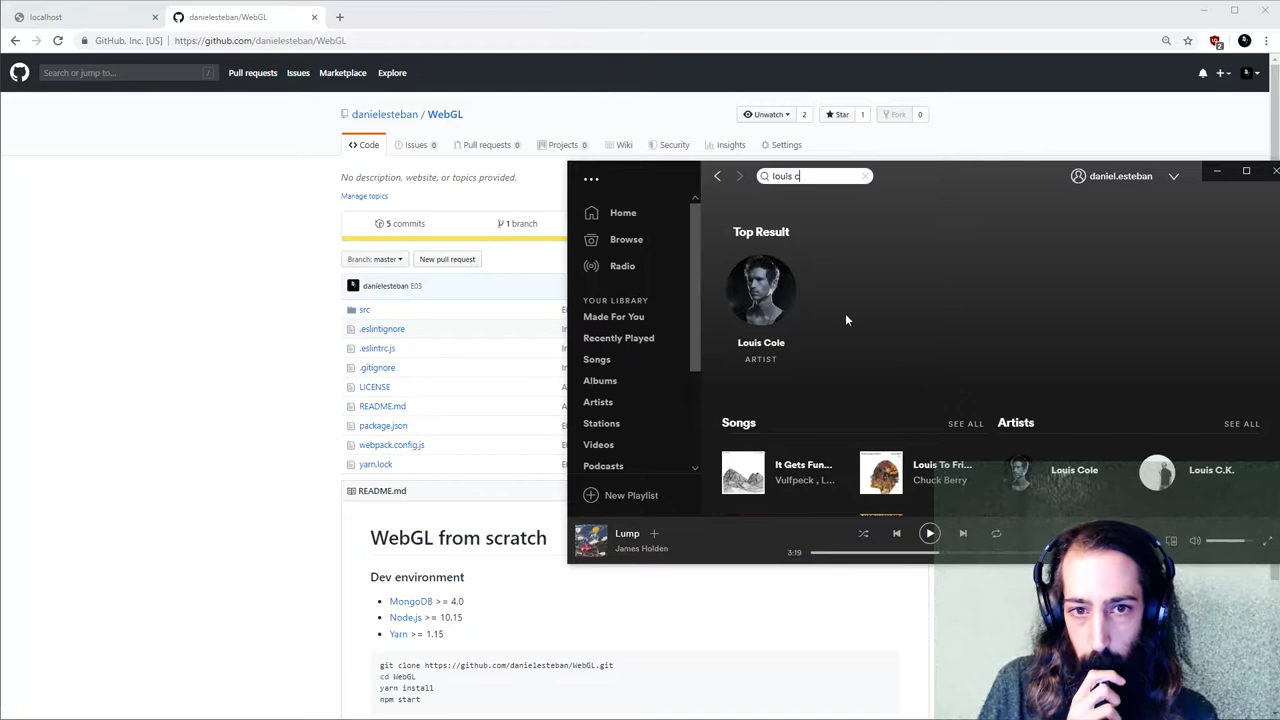 localhost
danielesteban/WebGL
GitHub, Inc. [US] | https://github.com/danielesteban/WebGL
2
Search or jump to...
/
Pull requests
Issues
Marketplace
Explore
danielesteban / WebGL
Unwatch 2
Star 1
Fork 0
Code
Issues 0
Pull requests 0
Projects 0
Wiki
Security
Insights
Settings
No description, website, or topics provided.
Manage topics
5 commits
1 branch
Branch: master
New pull request
danielesteban E03
src
.eslintignore
.eslintrc.js
.gitignore
LICENSE
README.md
package.json
webpack.config.js
yarn.lock
README.md
WebGL from scratch
Dev environment
MongoDB >= 4.0
Node.js >= 10.15
Yarn >= 1.15
git clone https://github.com/danielesteban/WebGL.git
cd WebGL
yarn install
npm start
louis c
daniel.esteban
Home
Browse
Radio
YOUR LIBRARY
Made For You
Recently Played
Songs
Albums
Artists
Stations
Videos
Podcasts
New Playlist
Top Result
Louis Cole
ARTIST
Songs
SEE ALL
Artists
SEE ALL
It Gets Fun...
Vulfpeck , L...
Louis To Fri...
Chuck Berry
Louis Cole
Louis C.K.
Lump
James Holden
3:19